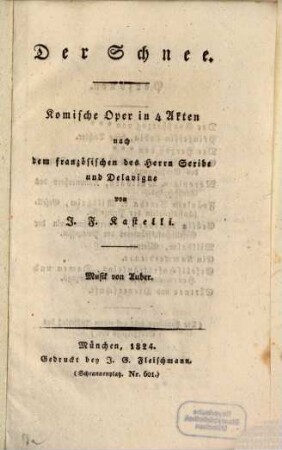 Der Schnee.
Komische Oper in 4 Akten
nach
dem französischen des Herrn Scribe
und Delavigne
von
J. F. Kastelli.
Musik von Auber.
München, 1824.
Gedruckt bey J. G. Fleischmann.
(Schrannenplatz. Nr. 601.)